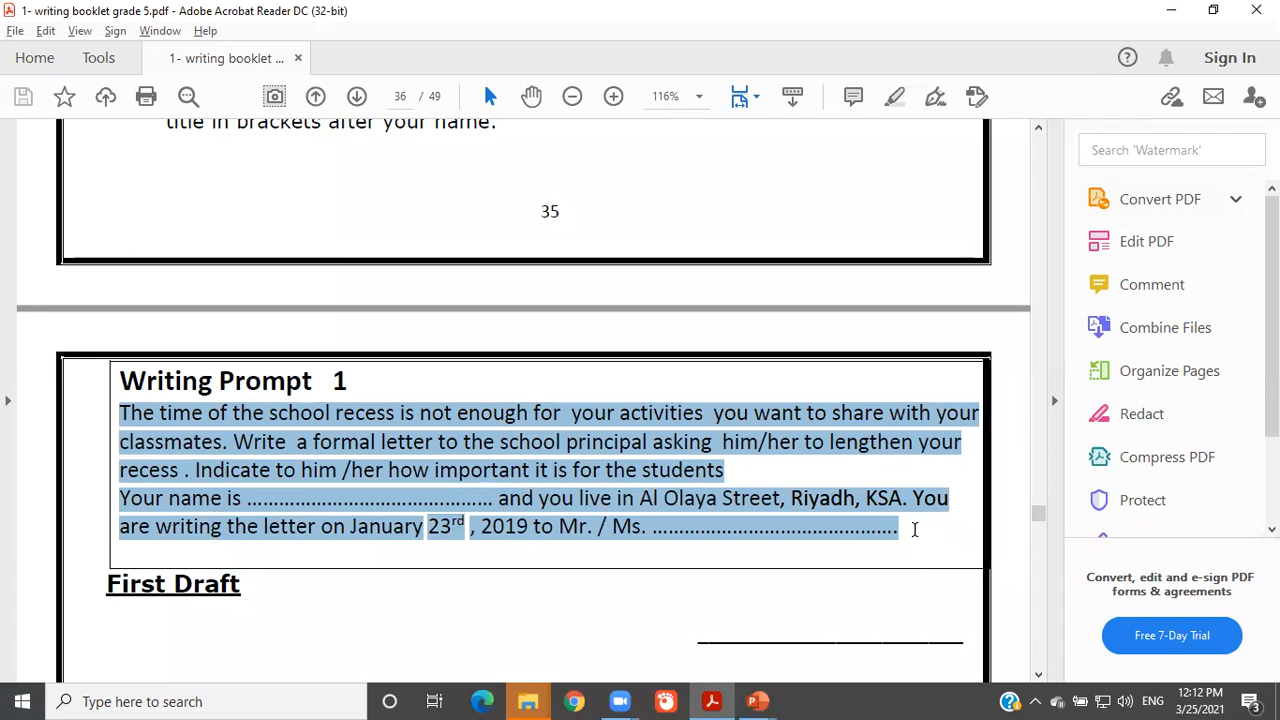 1- writing booklet grade 5.pdf - Adobe Acrobat Reader DC (32-bit)
File Edit View Sign Window Help
Home Tools 1- writing booklet ... × Sign In
36 / 49 116%
title in brackets after your name.
35
Writing Prompt 1
The time of the school recess is not enough for your activities you want to share with your
classmates. Write a formal letter to the school principal asking him/her to lengthen your
recess . Indicate to him /her how important it is for the students
Your name is ........................................ and you live in Al Olaya Street, Riyadh, KSA. You
are writing the letter on January 23rd , 2019 to Mr. / Ms. ........................................
First Draft
Search 'Watermark'
Convert PDF
Edit PDF
Comment
Combine Files
Organize Pages
Redact
Compress PDF
Protect
Convert, edit and e-sign PDF
forms & agreements
Free 7-Day Trial
Type here to search
ENG
12:12 PM
3/25/2021
3